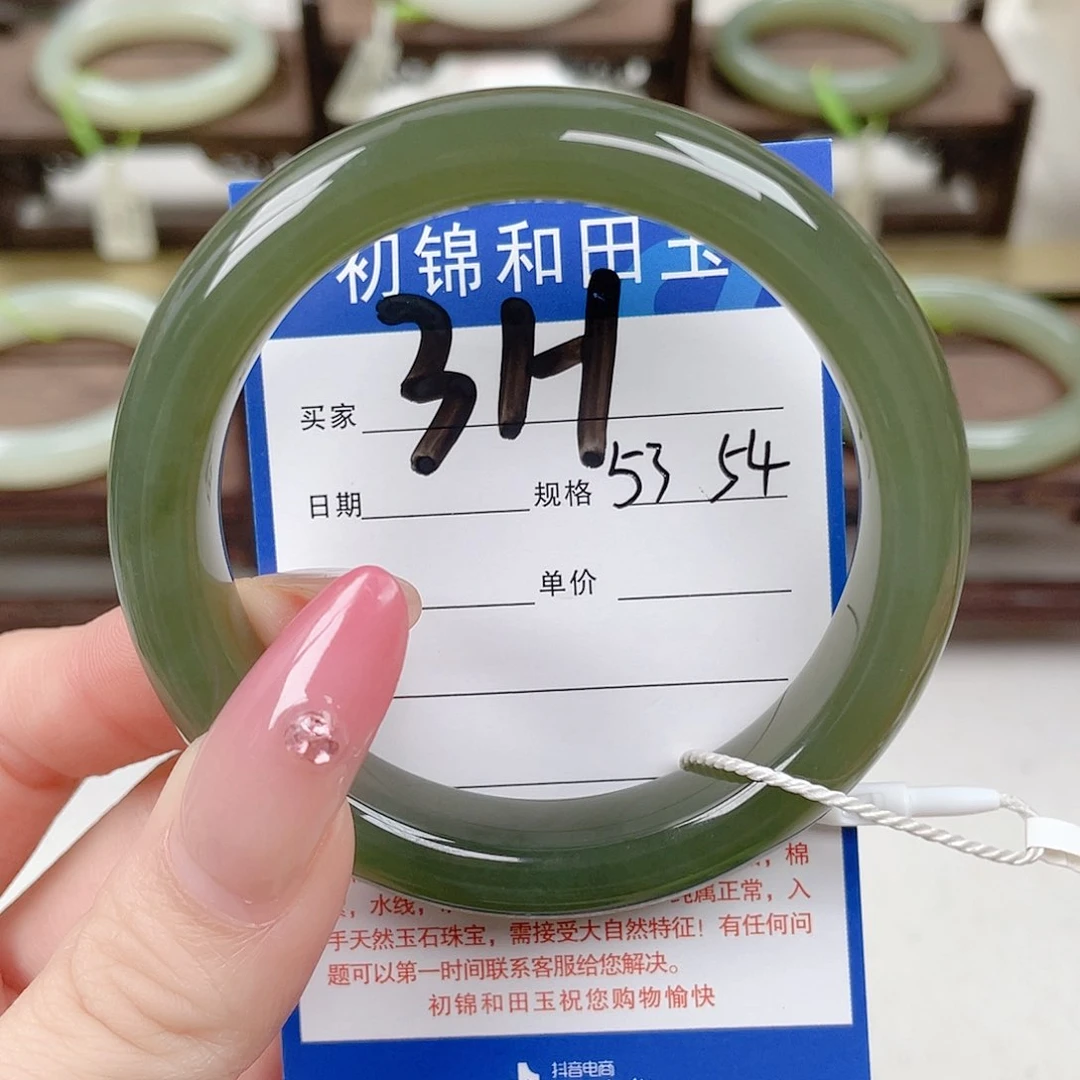 初锦和田玉
3H
买家
日期 规格 53 54
单价
棉
水线， 纯属正常，入
手天然玉石珠宝，需接受大自然特征！有任何问
题可以第一时间联系客服给您解决。
初锦和田玉祝您购物愉快
抖音电商